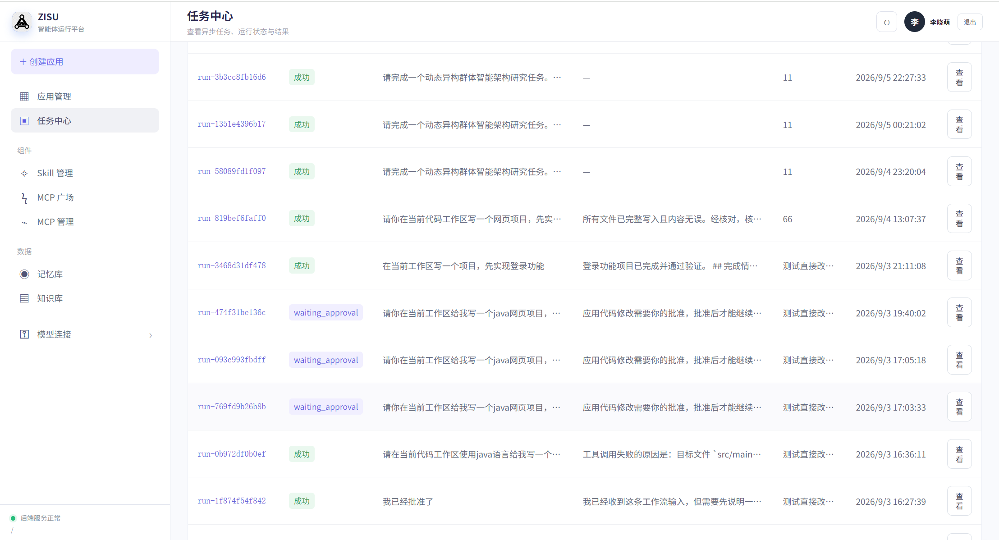 ZISU
智能体运行平台
任务中心
查看异步任务、运行状态与结果
李
李晓萌
退出
+ 创建应用
应用管理
任务中心
组件
Skill 管理
MCP 广场
MCP 管理
数据
记忆库
知识库
模型连接
后端服务正常
/
run-3b3cc8fb16d6 成功 请完成一个动态异构群体智能架构研究任务。… — 11 2026/9/5 22:27:33 查看
run-1351e4396b17 成功 请完成一个动态异构群体智能架构研究任务。… — 11 2026/9/5 00:21:02 查看
run-58089fd1f097 成功 请完成一个动态异构群体智能架构研究任务。… — 11 2026/9/4 23:20:04 查看
run-819bef6faff0 成功 请你在当前代码工作区写一个网页项目，先实… 所有文件已完整写入且内容无误。经核对，核… 66 2026/9/4 13:07:37 查看
run-3468d31df478 成功 在当前工作区写一个项目，先实现登录功能 登录功能项目已完成并通过验证。 ## 完成情… 测试直接改… 2026/9/3 21:11:08 查看
run-474f31be136c waiting_approval 请你在当前工作区给我写一个java网页项目，… 应用代码修改需要你的批准，批准后才能继续… 测试直接改… 2026/9/3 19:40:02 查看
run-093c993fbdff waiting_approval 请你在当前工作区给我写一个java网页项目，… 应用代码修改需要你的批准，批准后才能继续… 测试直接改… 2026/9/3 17:05:18 查看
run-769fd9b26b8b waiting_approval 请你在当前工作区给我写一个java网页项目，… 应用代码修改需要你的批准，批准后才能继续… 测试直接改… 2026/9/3 17:03:33 查看
run-0b972df0b0ef 成功 请在当前代码工作区使用java语言给我写一个… 工具调用失败的原因是：目标文件 `src/main… 测试直接改… 2026/9/3 16:36:11 查看
run-1f874f54f842 成功 我已经批准了 我已经收到这条工作流输入，但需要先说明一… 测试直接改… 2026/9/3 16:27:39 查看